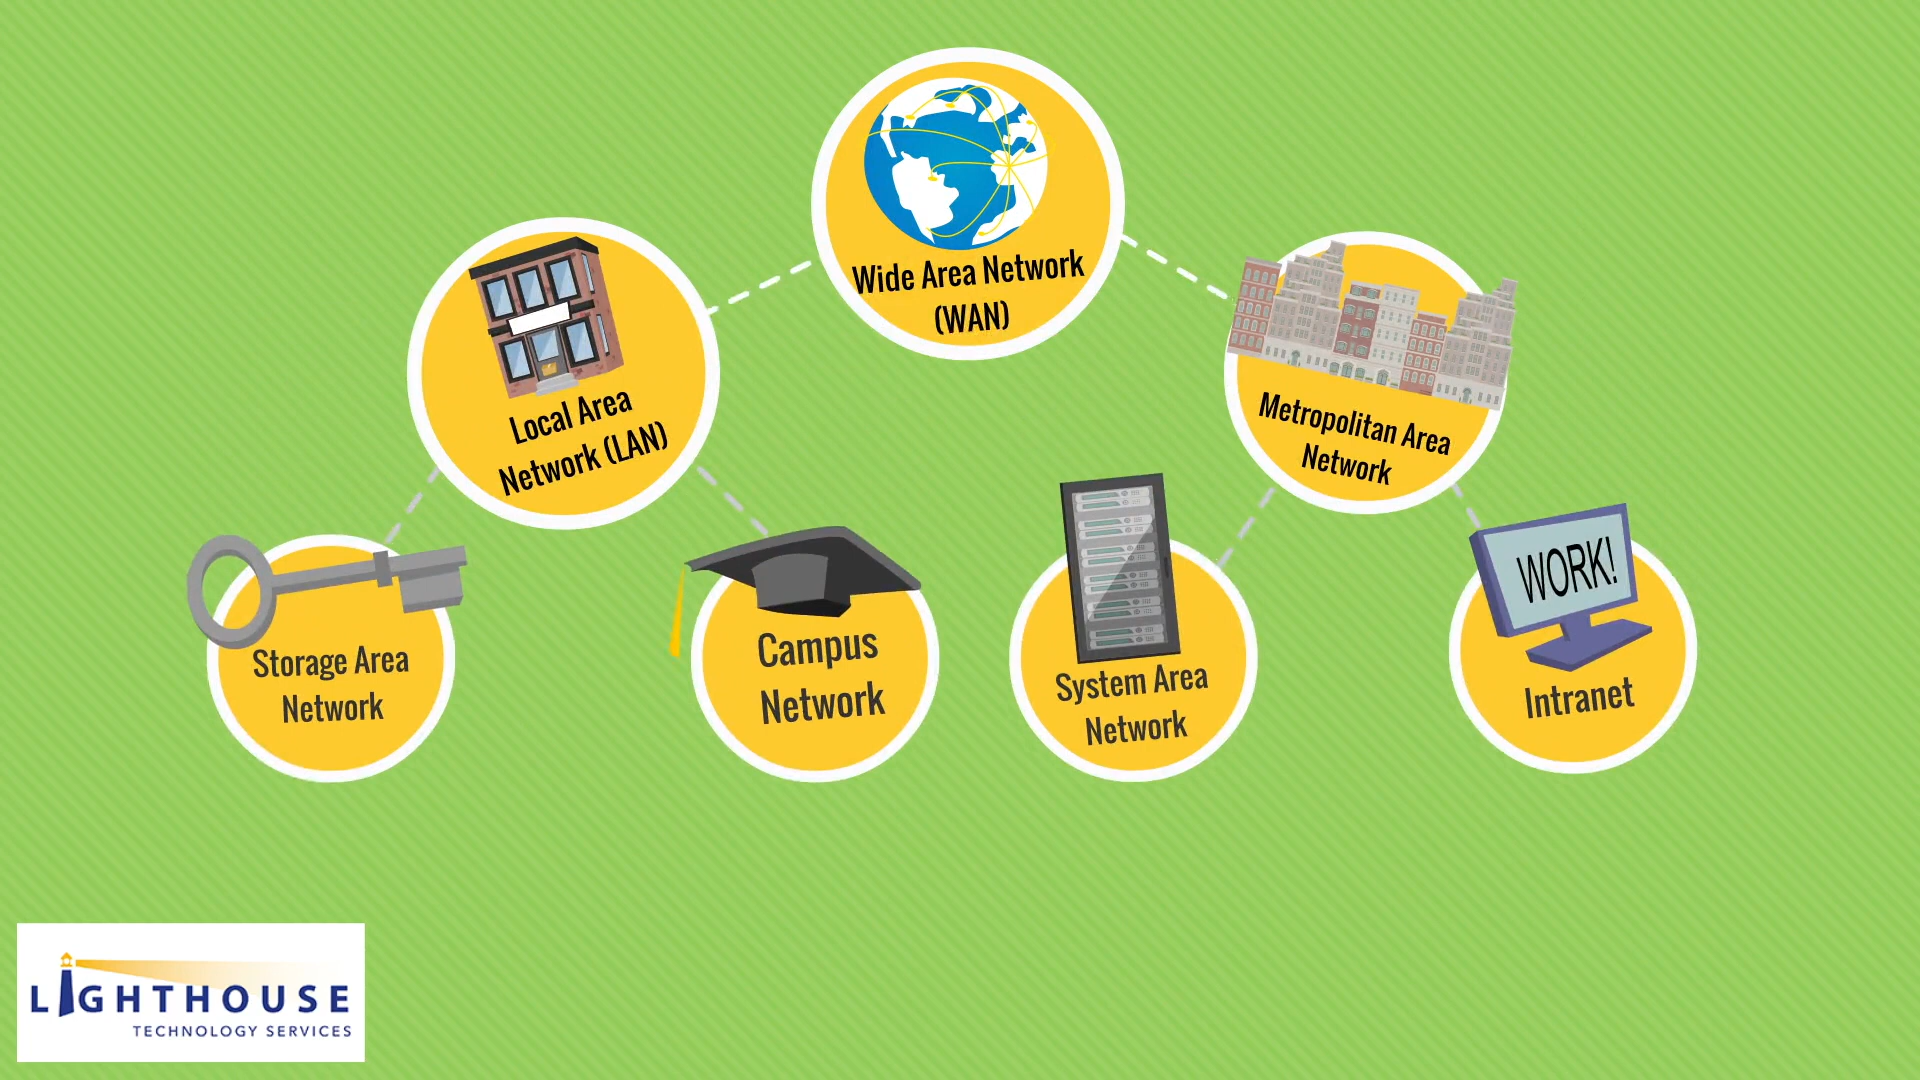 Wide Area Network
(WAN)
Local Area
Network (LAN)
Metropolitan Area
Network
Storage Area
Network
Campus
Network
System Area
Network
WORK!
Intranet
LIGHTHOUSE
TECHNOLOGY SERVICES